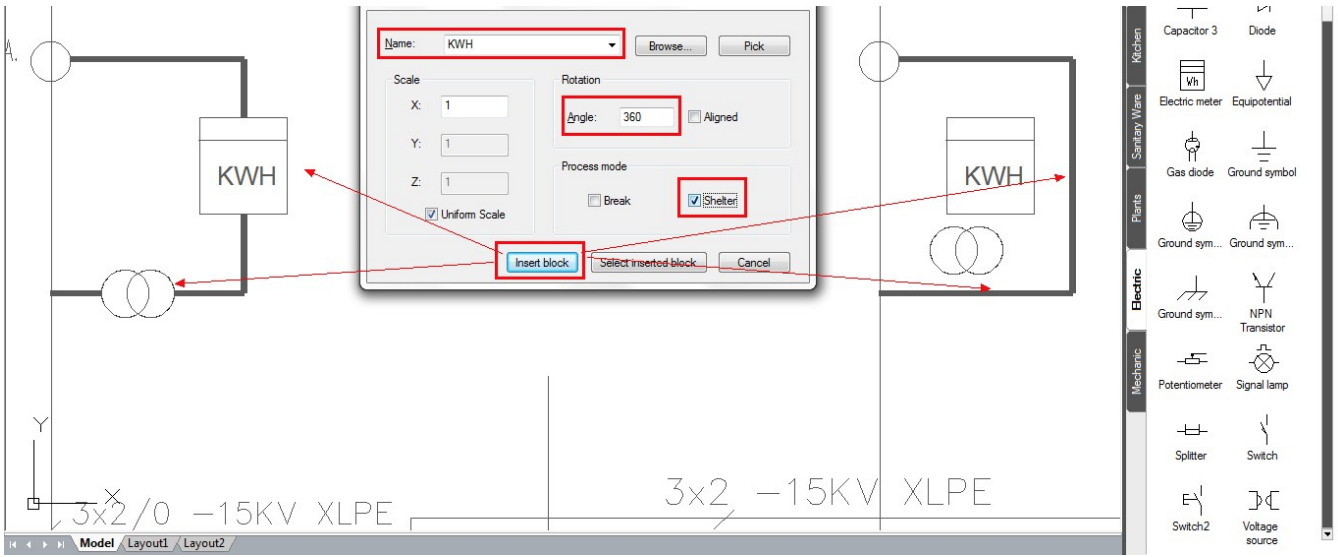 A.
KWH
3x2/0 -15KV XLPE
Name: KWH Browse... Pick
Scale
X: 1
Y: 1
Z: 1
Uniform Scale
Rotation
Angle: 360 Aligned
Process mode
Break Shelter
Insert block Select inserted block Cancel
KWH
3x2 -15KV XLPE
Y
X
Model Layout1 Layout2
Kitchen
Sanitary Ware
Plants
Electric
Mechanic
Capacitor 3 Diode
Wh
Electric meter Equipotential
Gas diode Ground symbol
Ground sym... Ground sym...
Ground sym... NPN
Transistor
Potentiometer Signal lamp
Splitter Switch
Switch2 Voltage
source